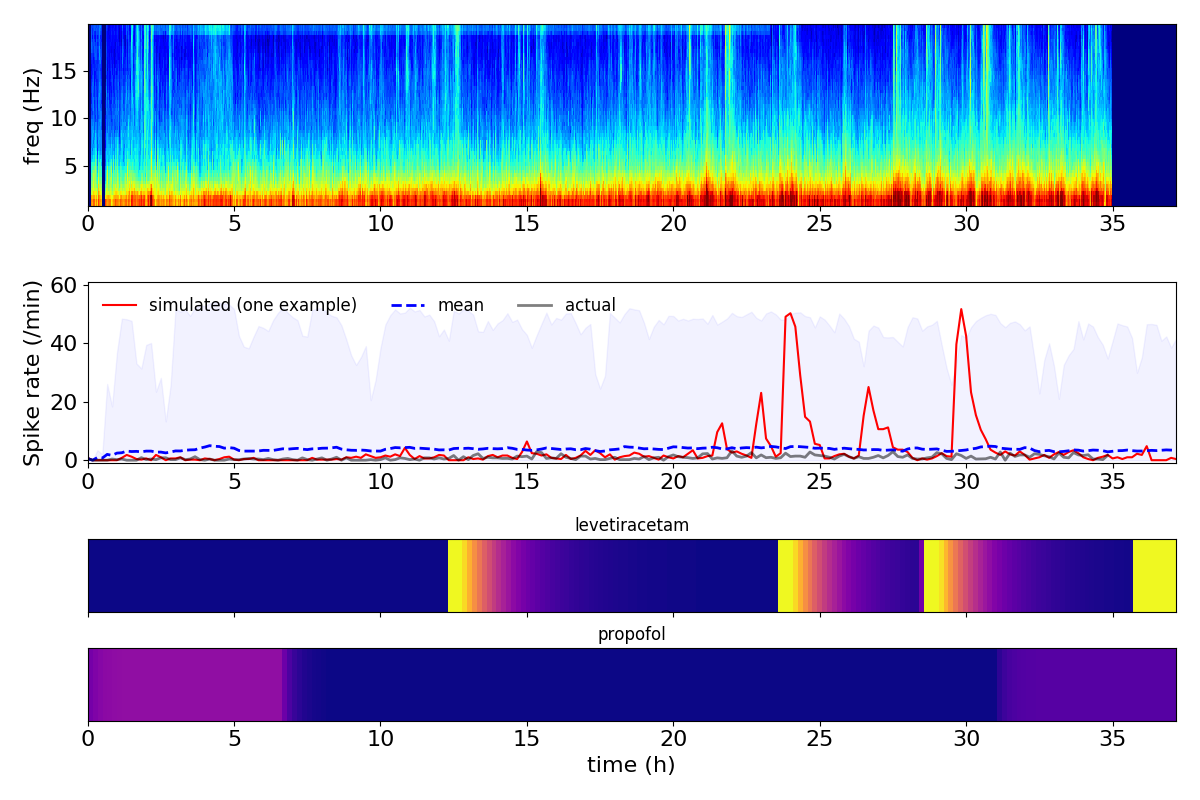 freq (Hz)
15
10
5
0 5 10 15 20 25 30 35
Spike rate (/min)
60
40
20
0
simulated (one example) mean actual
0 5 10 15 20 25 30 35
levetiracetam
propofol
0 5 10 15 20 25 30 35
time (h)